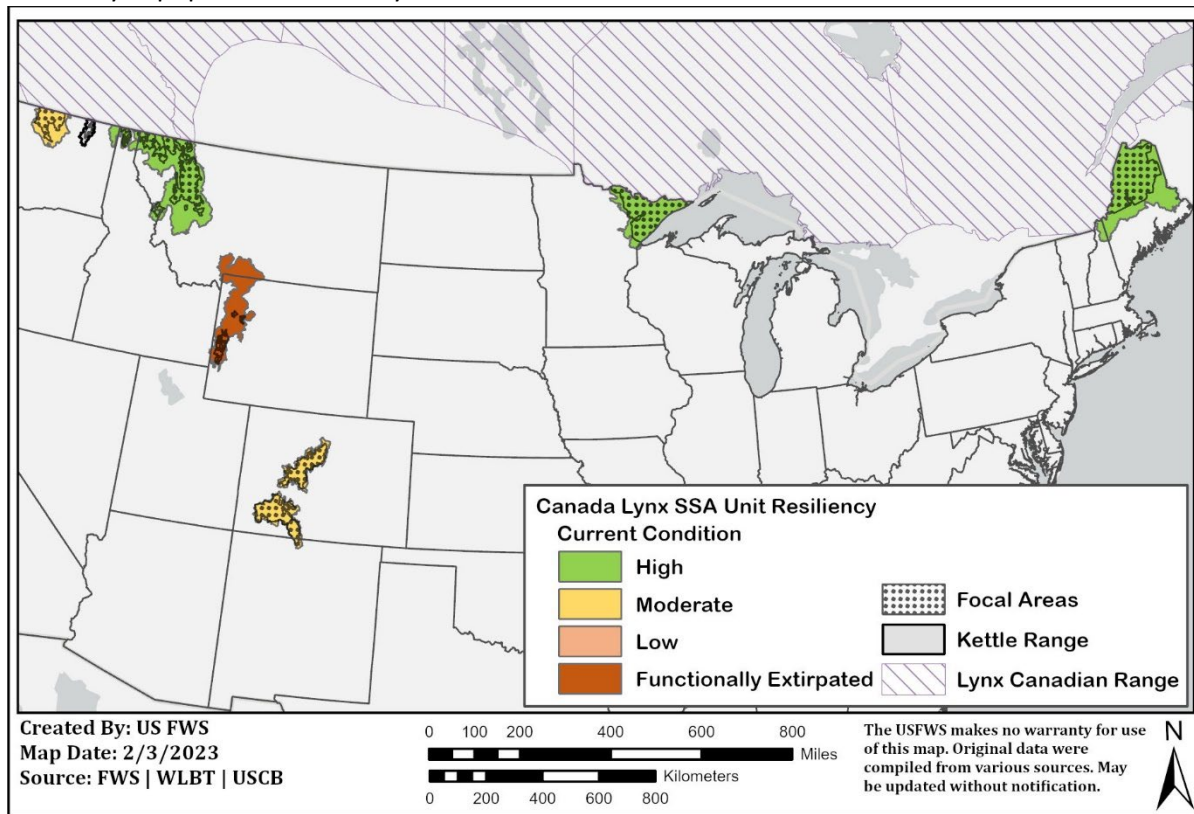 Canada Lynx SSA Unit Resiliency
Current Condition
High
Moderate
Low
Functionally Extirpated
Focal Areas
Kettle Range
Lynx Canadian Range
Created By: US FWS
Map Date: 2/3/2023
Source: FWS | WLBT | USCB
0 100 200 400 600 800
Miles
Kilometers
0 200 400 600 800
The USFWS makes no warranty for use
of this map. Original data were
compiled from various sources. May
be updated without notification.
N